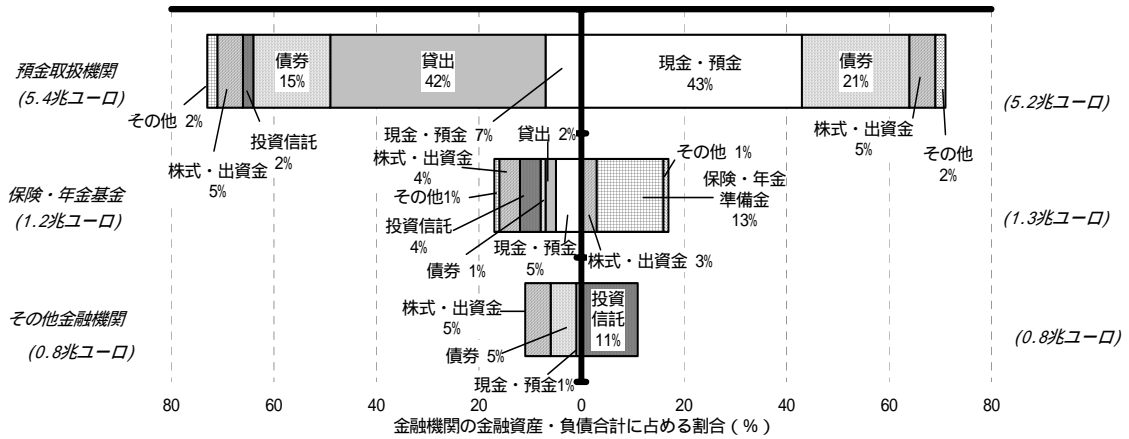 預金取扱機関
(5.4兆ユーロ)
債券
15%
貸出
42%
現金・預金
43%
債券
21%
(5.2兆ユーロ)
その他 2%
株式・出資金
5%
投資信託
2%
現金・預金 7%
株式・出資金
5%
その他
2%
保険・年金基金
(1.2兆ユーロ)
株式・出資金
4%
貸出 2%
その他1%
投資信託
4%
債券 1%
現金・預金
5%
その他 1%
保険・年金
準備金
13%
株式・出資金 3%
(1.3兆ユーロ)
その他金融機関
(0.8兆ユーロ)
株式・出資金
5%
債券 5%
現金・預金1%
投資
信託
11%
(0.8兆ユーロ)
80 60 40 20 0 20 40 60 80
金融機関の金融資産・負債合計に占める割合(%)